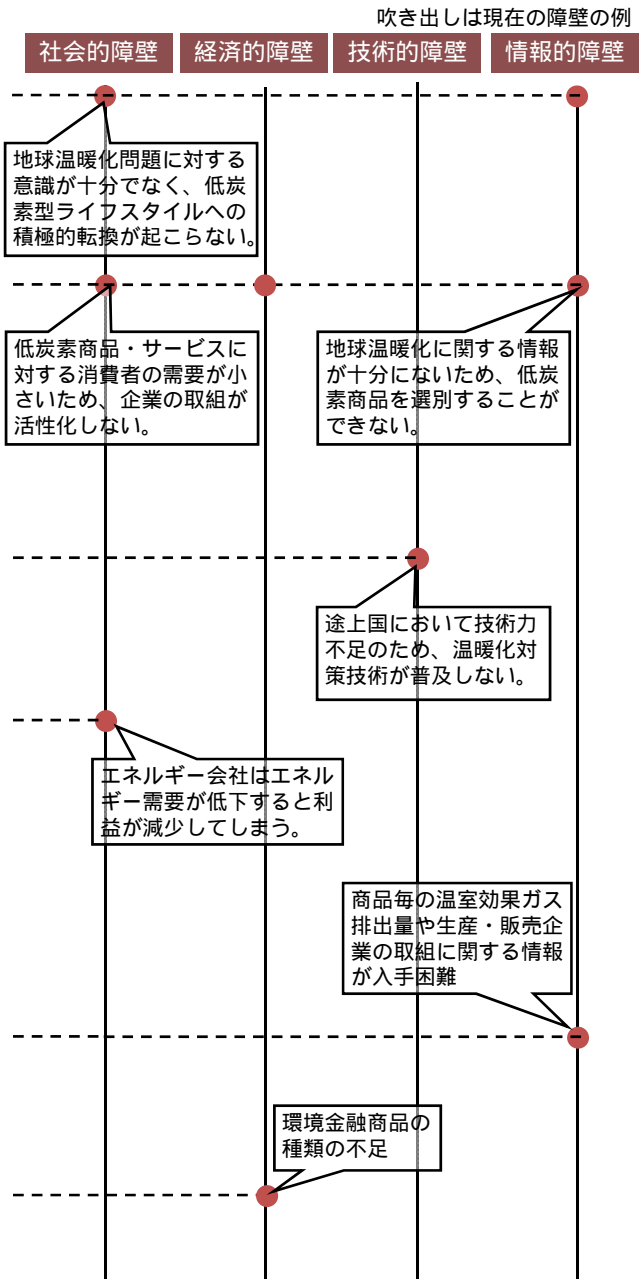 吹き出しは現在の障壁の例
社会的障壁 経済的障壁 技術的障壁 情報的障壁
地球温暖化問題に対する
意識が十分でなく、低炭
素型ライフスタイルへの
積極的転換が起こらない。
低炭素商品・サービスに
対する消費者の需要が小
さいため、企業の取組が
活性化しない。
地球温暖化に関する情報
が十分にないため、低炭
素商品を選別することが
できない。
途上国において技術力
不足のため、温暖化対
策技術が普及しない。
エネルギー会社はエネル
ギー需要が低下すると利
益が減少してしまう。
商品毎の温室効果ガス
排出量や生産・販売企
業の取組に関する情報
が入手困難
環境金融商品の
種類の不足